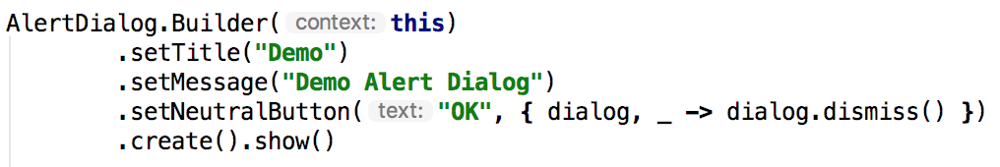 AlertDialog.Builder( context: this)
.setTitle("Demo")
.setMessage("Demo Alert Dialog")
.setNeutralButton( text: "OK", { dialog, _ -> dialog.dismiss() })
.create().show()